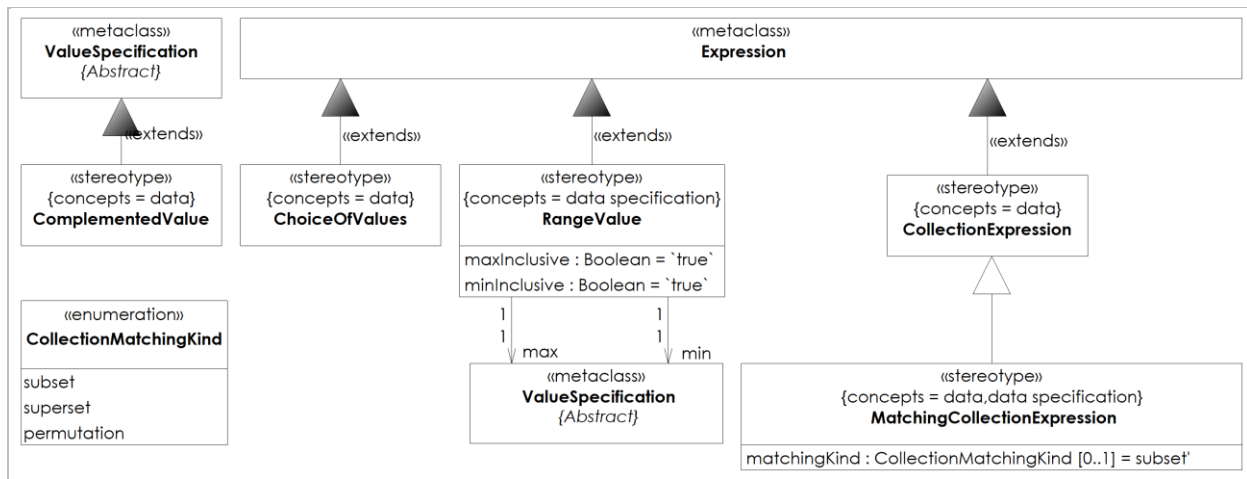 «metaclass»
ValueSpecification
{Abstract}
«metaclass»
Expression
«extends»
«extends»
«extends»
«extends»
«stereotype»
{concepts = data}
ComplementedValue
«stereotype»
{concepts = data}
ChoiceOfValues
«stereotype»
{concepts = data specification}
RangeValue
maxInclusive : Boolean = `true`
minInclusive : Boolean = `true`
«stereotype»
{concepts = data}
CollectionExpression
«enumeration»
CollectionMatchingKind
subset
superset
permutation
1
1
max
1
1
min
«metaclass»
ValueSpecification
{Abstract}
«stereotype»
{concepts = data,data specification}
MatchingCollectionExpression
matchingKind : CollectionMatchingKind [0..1] = subset'